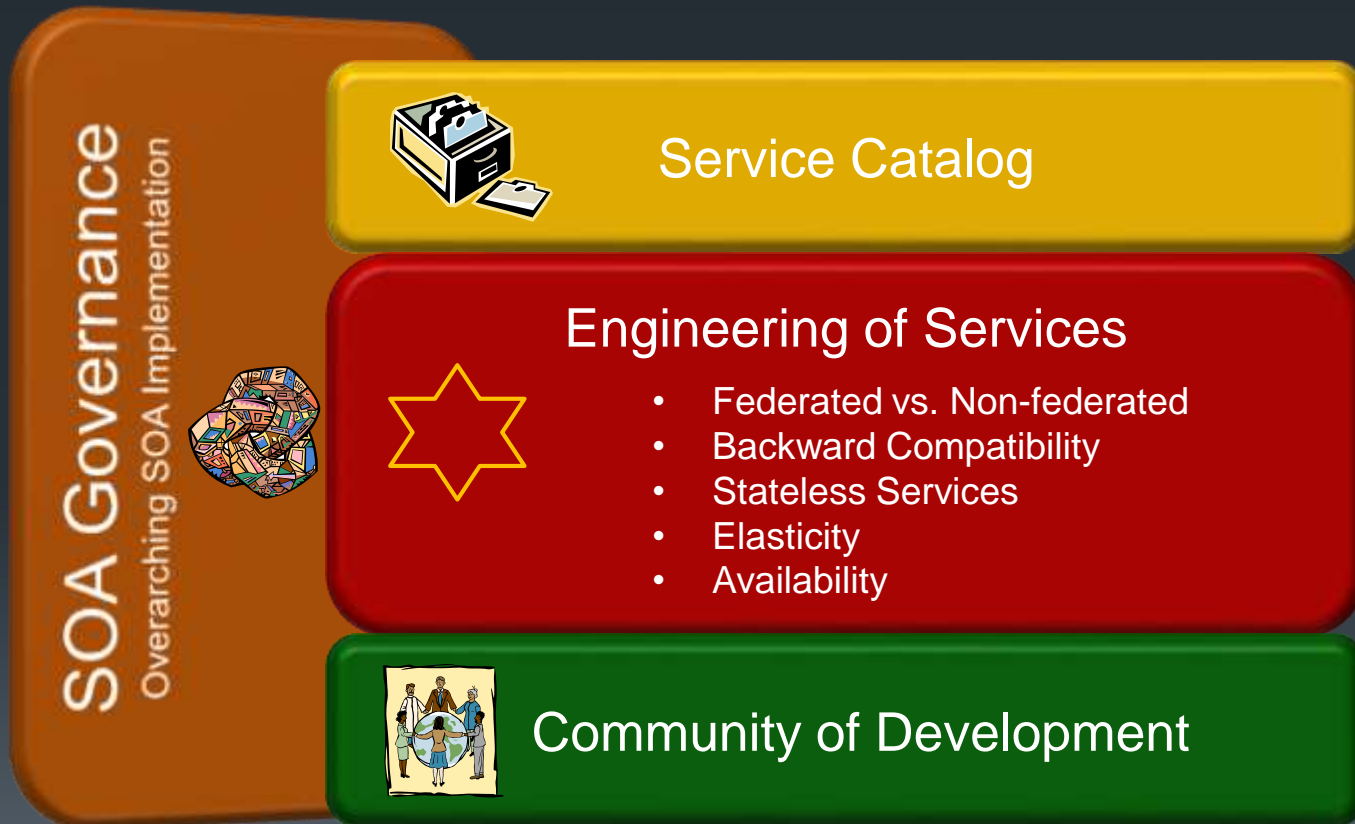 SOA Governance
Overarching SOA Implementation
Service Catalog
Engineering of Services
• Federated vs. Non-federated
• Backward Compatibility
• Stateless Services
• Elasticity
• Availability
Community of Development